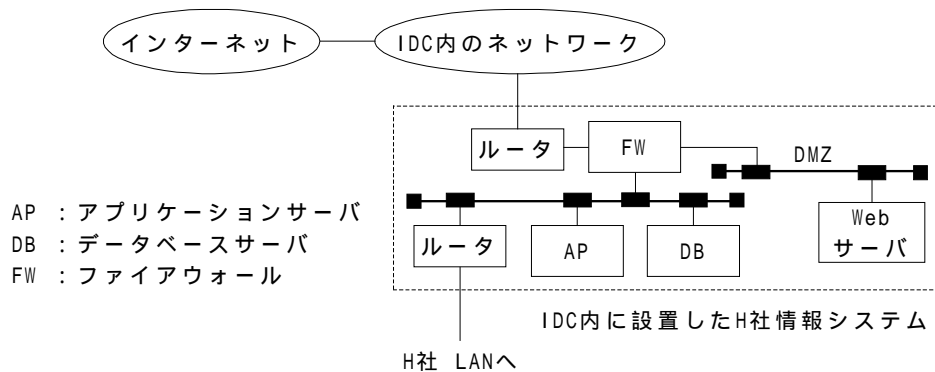 インターネット
IDC内のネットワーク
ルータ
FW
DMZ
AP :アプリケーションサーバ
DB :データベースサーバ
FW :ファイアウォール
ルータ
AP
DB
Web
サーバ
IDC内に設置したH社情報システム
H社 LANへ